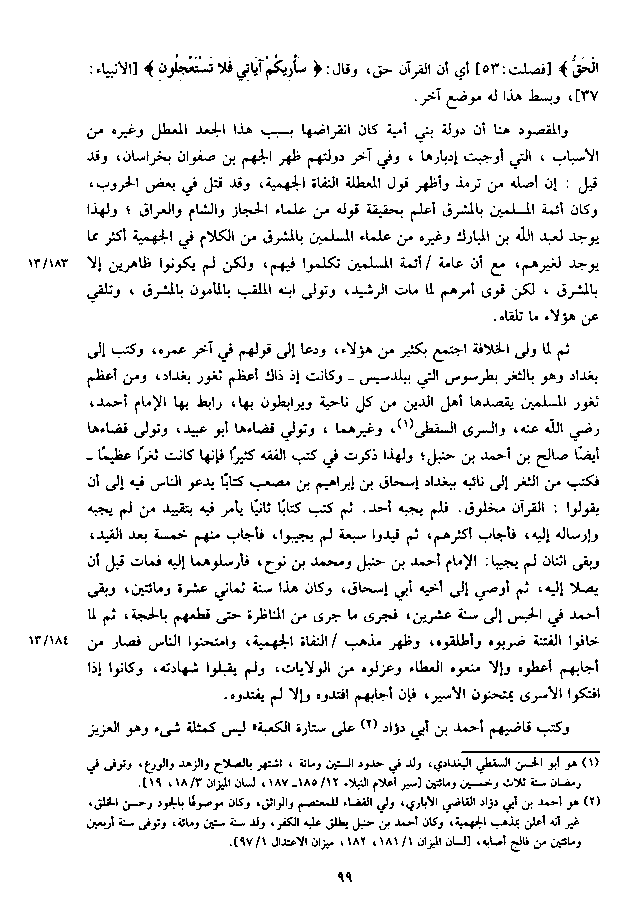 الْحَقُّ ﴾ [فصلت: ٥٣] أي أن القرآن حق، وقال: ﴿ سَأُرِيكُمْ آيَاتِي فَلا تَسْتَعْجِلُونِ ﴾ [الأنبياء:
٣٧]، وبسط هذا له موضع آخر.
والمقصود هنا أن دولة بني أمية كان انقراضها بسبب هذا الجعد المعطل وغيره من
الأسباب ، التي أوجبت إدبارها ، وفي آخر دولتهم ظهر الجهم بن صفوان بخراسان، وقد
قيل : إن أصله من ترمذ وأظهر قول المعطلة النفاة الجهمية، وقد قتل في بعض الحروب،
وكان أئمة المسلمين بالمشرق أعلم بحقيقة قوله من علماء الحجاز والشام والعراق ؛ ولهذا
يوجد لعبد الله بن المبارك وغيره من علماء المسلمين بالمشرق من الكلام في الجهمية أكثر مما
يوجد لغيرهم، مع أن عامة / أئمة المسلمين تكلموا فيهم، ولكن لم يكونوا ظاهرين إلا
١٣/١٨٣
بالمشرق ، لكن قوى أمرهم لما مات الرشيد، وتولى ابنه الملقب بالمأمون بالمشرق ، وتلقي
عن هؤلاء ما تلقاه.
ثم لما ولى الخلافة اجتمع بكثير من هؤلاء، ودعا إلى قولهم في آخر عمره، وكتب إلى
بغداد وهو بالثغر بطرسوس التي ببلدسيس ـ وكانت إذ ذاك أعظم ثغور بغداد، ومن أعظم
ثغور المسلمين يقصدها أهل الدين من كل ناحية ويرابطون بها، رابط بها الإمام أحمد،
رضي الله عنه، والسرى السقطي(١)، وغيرهما ، وتولي قضاءها أبو عبيد، وتولى قضاءها
أيضًا صالح بن أحمد بن حنبل؛ ولهذا ذكرت في كتب الفقه كثيرًا فإنها كانت ثغرًا عظيمًا ـ
فكتب من الثغر إلى نائبه ببغداد إسحاق بن إبراهيم بن مصعب كتابًا يدعو الناس فيه إلى أن
يقولوا : القرآن مخلوق. فلم يجبه أحد. ثم كتب كتابًا ثانيًا يأمر فيه بتقييد من لم يجبه
وإرساله إليه، فأجاب أكثرهم، ثم قيدوا سبعة لم يجيبوا، فأجاب منهم خمسة بعد القيد،
وبقى اثنان لم يجيبا: الإمام أحمد بن حنبل ومحمد بن نوح، فأرسلوهما إليه فمات قبل أن
يصلا إليه، ثم أوصي إلى أخيه أبي إسحاق، وكان هذا سنة ثماني عشرة ومائتين، وبقى
أحمد في الحبس إلى سنة عشرين، فجرى ما جرى من المناظرة حتى قطعهم بالحجة، ثم لما
خافوا الفتنة ضربوه وأطلقوه، وظهر مذهب / النفاة الجهمية، وامتحنوا الناس فصار من
١٣/١٨٤
أجابهم أعطوه وإلا منعوه العطاء وعزلوه من الولايات، ولم يقبلوا شهادته، وكانوا إذا
افتكوا الأسرى يمتحنون الأسير، فإن أجابهم افتدوه وإلا لم يفتدوه.
وكتب قاضيهم أحمد بن أبي دؤاد (٢) على ستارة الكعبة: ليس كمثلة شيء وهو العزيز
(١) هو أبو الحسن السقطي البغدادي، ولد في حدود الستين ومائة ، اشتهر بالصلاح والزهد والورع، وتوفى في
رمضان سنة ثلاث وخمسين ومائتين [سير أعلام النبلاء ١٢/ ١٨٥ـ ١٨٧، لسان الميزان ٣/ ١٨، ١٩].
(٢) هو أحمد بن أبي دؤاد القاضي الأباري، ولي القضاء للمعتصم والواثق، وكان موصوفًا بالجود وحسن الخلق،
غير أنه أعلن بمذهب الجهمية، وكان أحمد بن حنبل يطلق عليه الكفر، ولد سنة ستين ومائة، وتوفى سنة أربعين
ومائتين من فالج أصابه، [لسان الميزان ١/ ١٨١، ١٨٢، ميزان الاعتدال ١/ ٩٧].
٩٩